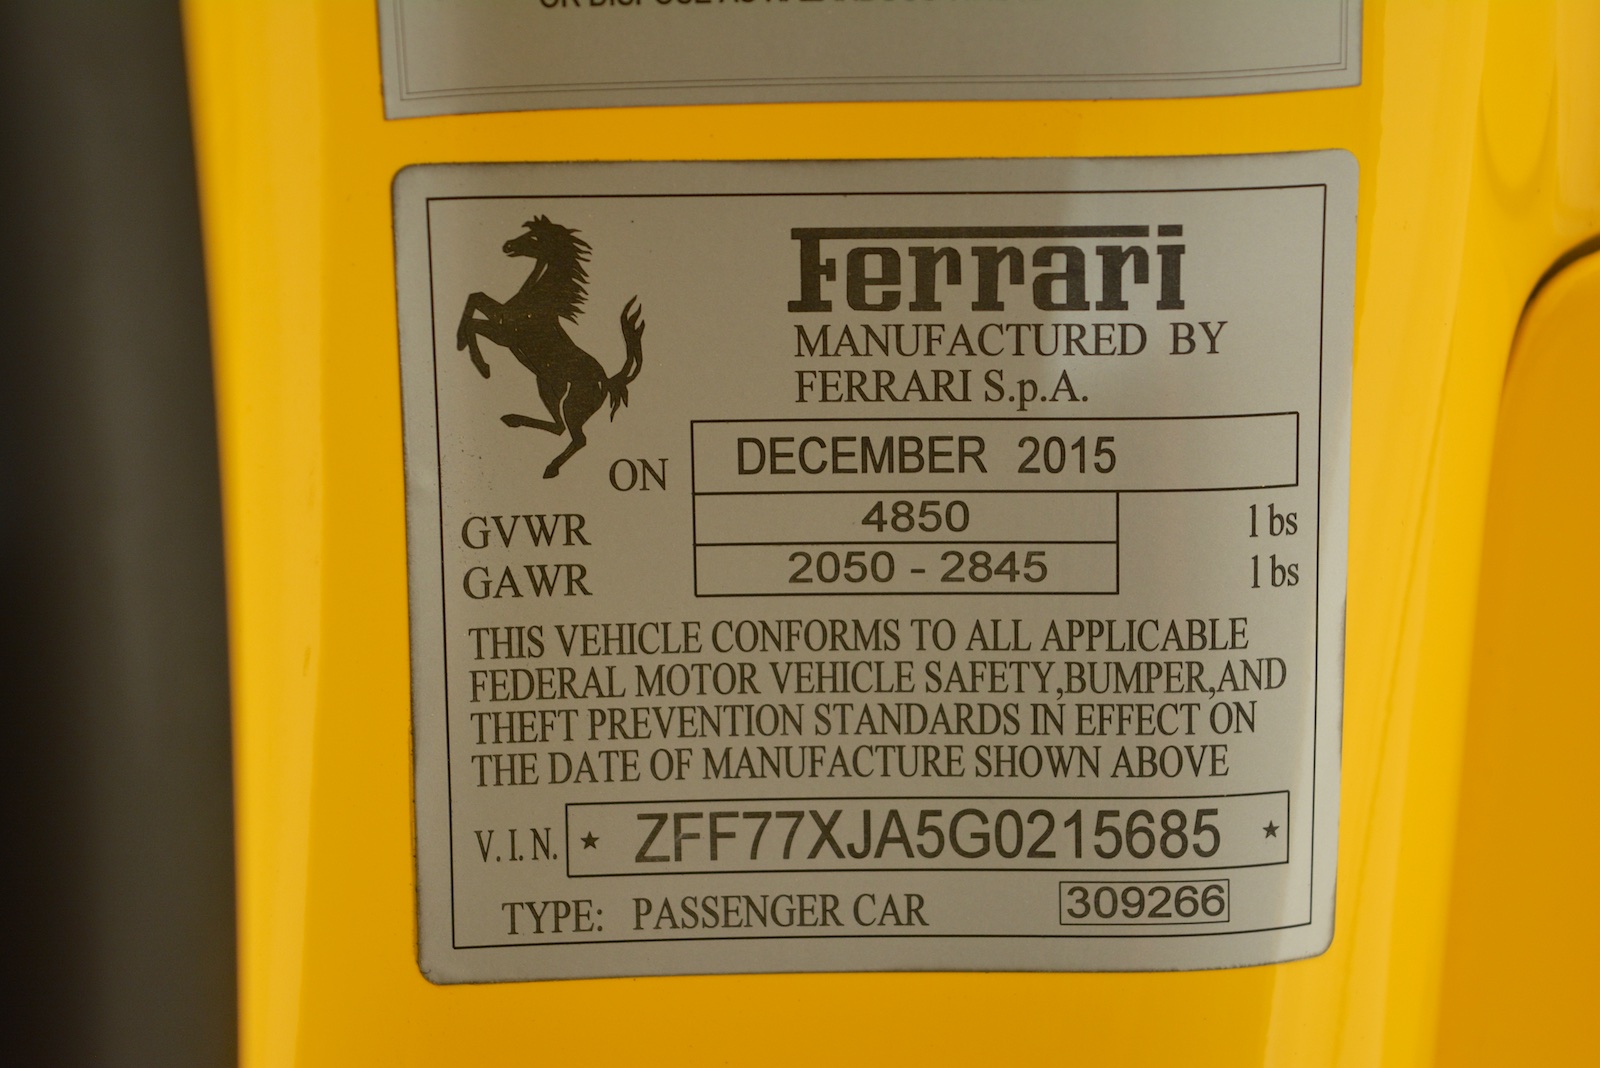 Ferrari
MANUFACTURED BY
FERRARI S.p.A.
ON DECEMBER 2015
GVWR 4850 lbs
GAWR 2050 - 2845 lbs
THIS VEHICLE CONFORMS TO ALL APPLICABLE
FEDERAL MOTOR VEHICLE SAFETY,BUMPER,AND
THEFT PREVENTION STANDARDS IN EFFECT ON
THE DATE OF MANUFACTURE SHOWN ABOVE
V.I.N. ★ ZFF77XJA5G0215685 ★
TYPE: PASSENGER CAR 309266